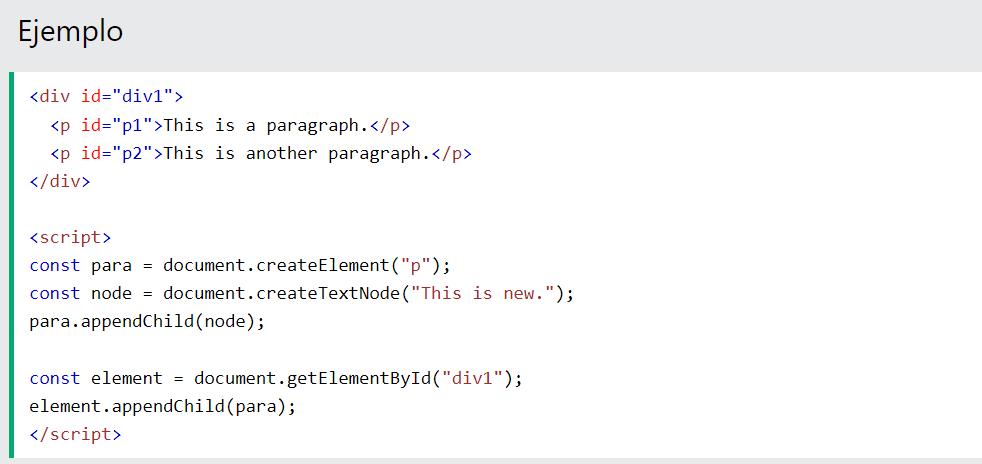 Ejemplo
<div id="div1">
  <p id="p1">This is a paragraph.</p>
  <p id="p2">This is another paragraph.</p>
</div>

<script>
const para = document.createElement("p");
const node = document.createTextNode("This is new.");
para.appendChild(node);

const element = document.getElementById("div1");
element.appendChild(para);
</script>